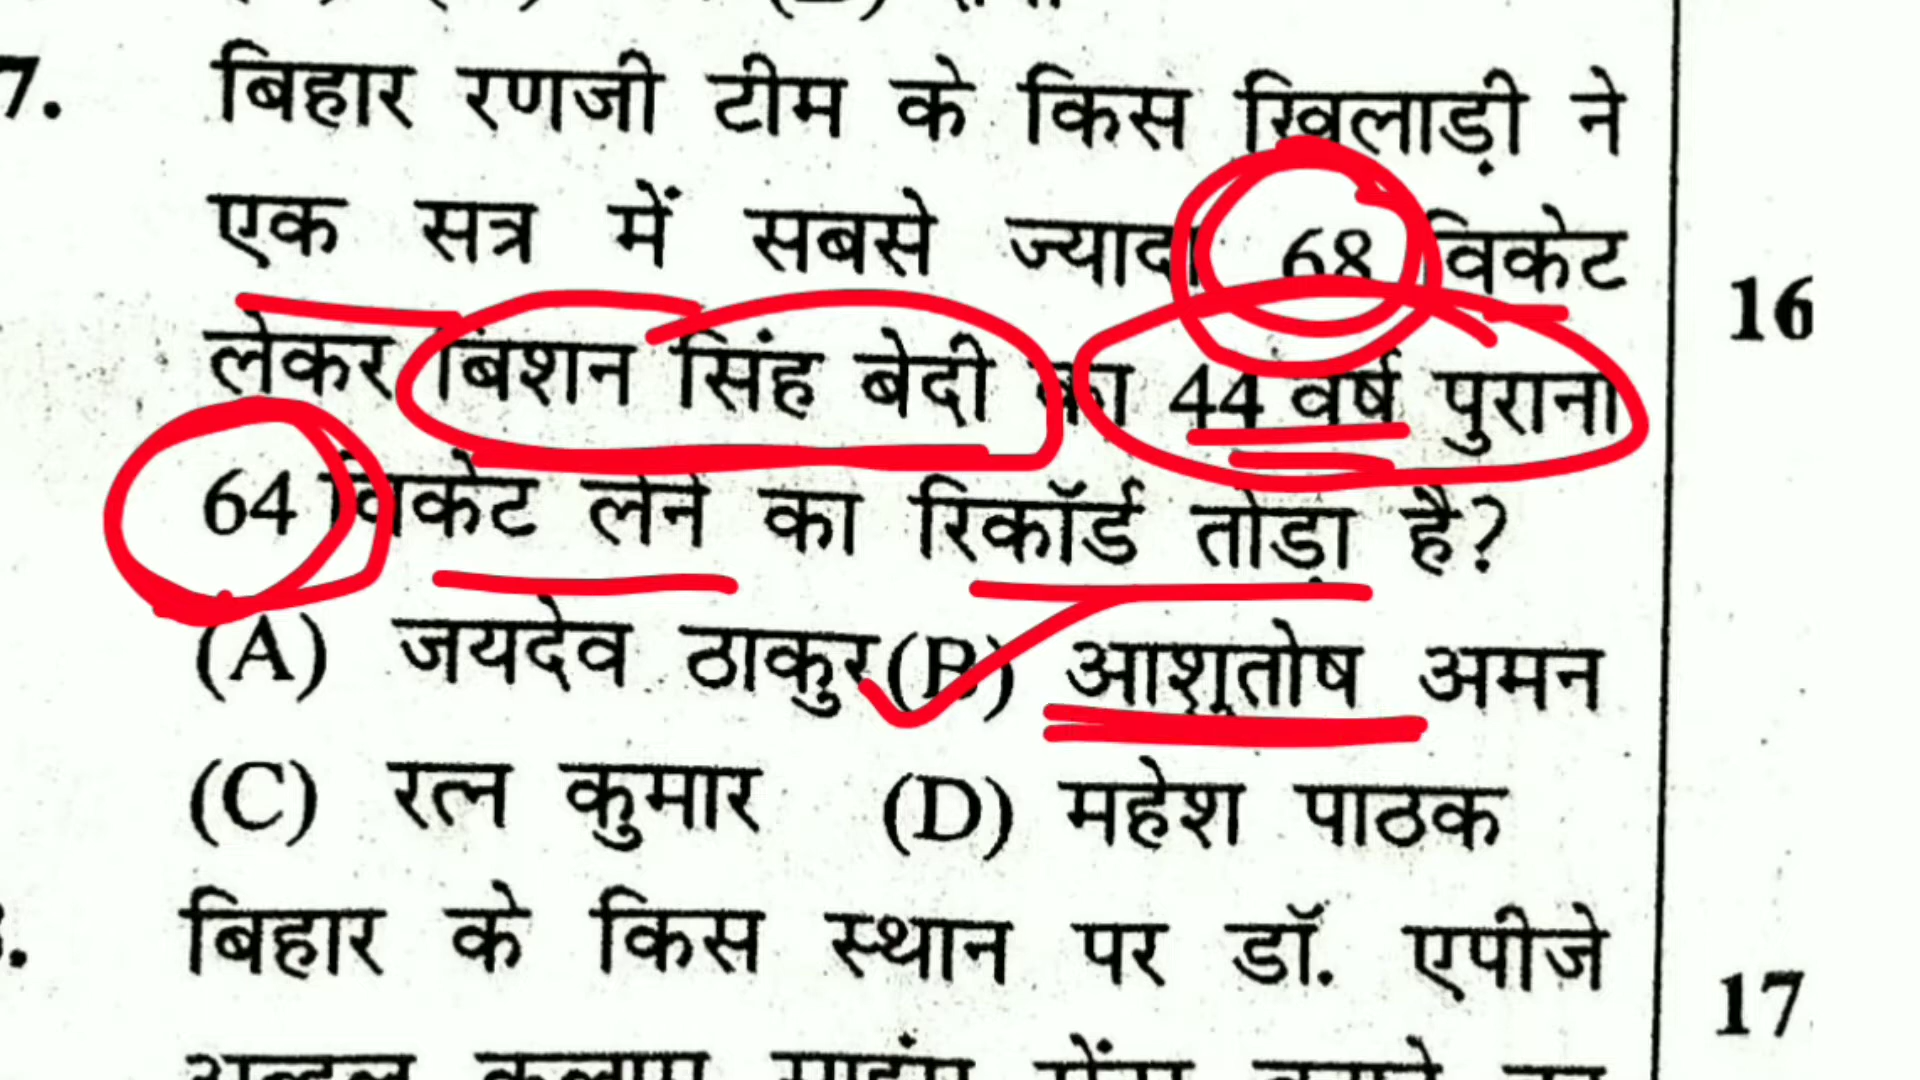 7. बिहार रणजी टीम के किस खिलाड़ी ने
एक सत्र में सबसे ज्यादा 68 विकेट
16
लेकर बिशन सिंह बेदी का 44 वर्ष पुराना
64 विकेट लेने का रिकॉर्ड तोड़ा है?
(A) जयदेव ठाकुर (B) आशुतोष अमन
(C) रत्न कुमार (D) महेश पाठक
बिहार के किस स्थान पर डॉ. एपीजे
17